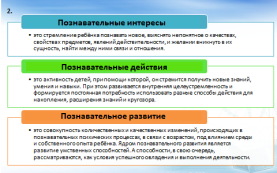 2.
Познавательные интересы
• это стремление ребёнка познавать новое, выяснять непонятное о качествах,
свойствах предметов, явлений действительности, и желании вникнуть в их
сущность, найти между ними связи и отношения.
Познавательные действия
• это активность детей, при помощи которой, он стремится получить новые знания,
умения и навыки. При этом развивается внутренняя целеустремленность и
формируется постоянная потребность использовать разные способы действия для
накопления, расширения знаний и кругозора.
Познавательное развитие
• это совокупность количественных и качественных изменений, происходящих в
познавательных психических процессах, в связи с возрастом, под влиянием среды
и собственного опыта ребёнка. Ядром познавательного развития является
развитие умственных способностей. А способности, в свою очередь,
рассматриваются, как условия успешного овладения и выполнения деятельности.